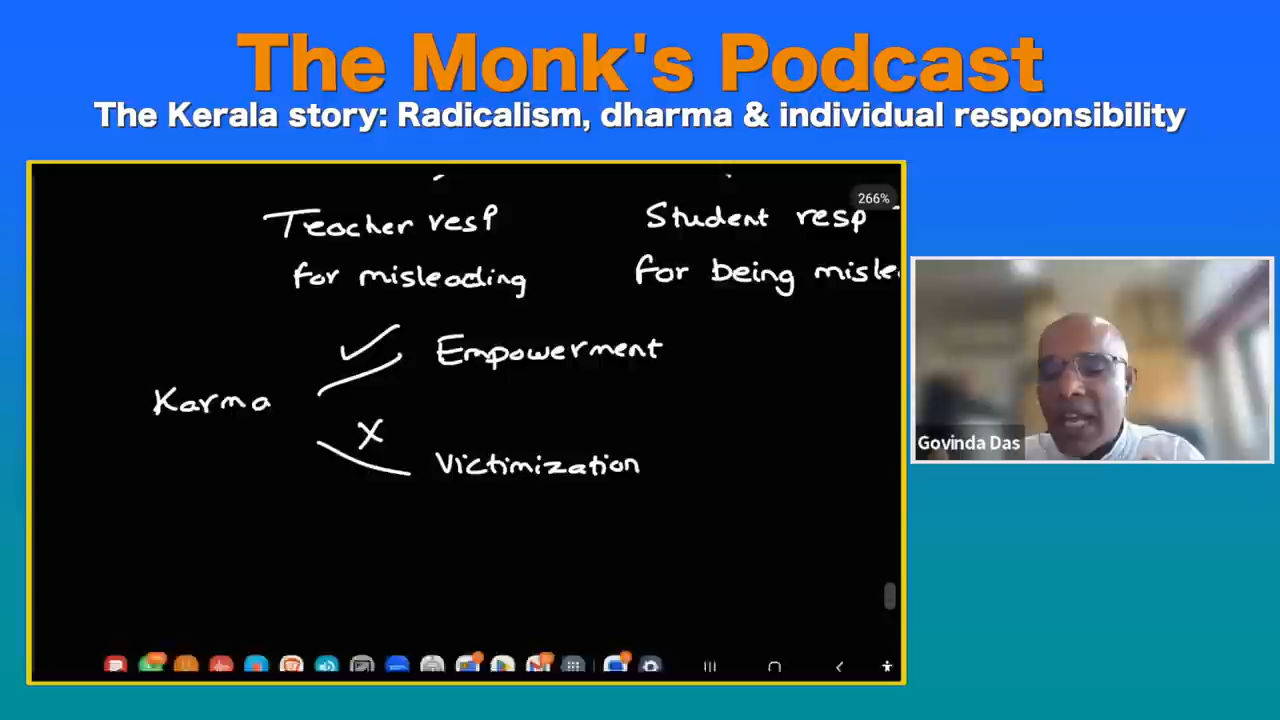 The Monk's Podcast
The Kerala story: Radicalism, dharma & individual responsibility
266%
Teacher resp
Student resp
for misleading
for being misle
Empowerment
Karma
X
Victimization
Govinda Das